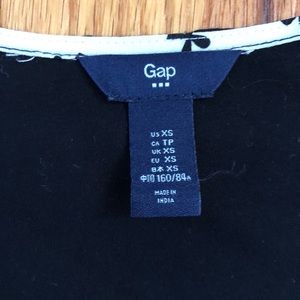 Gap
US XS
CA TP
UK XS
EU XS
日本 XS
中国 160/84A
MADE IN
INDIA